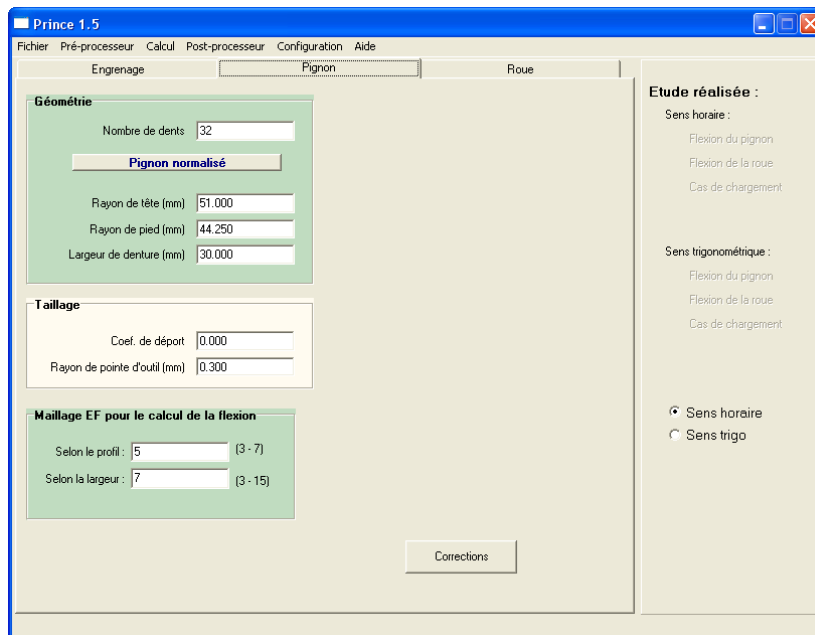 Prince 1.5
Fichier Pré-processeur Calcul Post-processeur Configuration Aide
Engrenage Pignon Roue
Géométrie
Nombre de dents 32
Pignon normalisé
Rayon de tête (mm) 51.000
Rayon de pied (mm) 44.250
Largeur de denture (mm) 30.000
Taillage
Coef. de déport 0.000
Rayon de pointe d'outil (mm) 0.300
Maillage EF pour le calcul de la flexion
Selon le profil : 5 (3 - 7)
Selon la largeur : 7 (3 - 15)
Corrections
Etude réalisée :
Sens horaire :
Flexion du pignon
Flexion de la roue
Cas de chargement
Sens trigonométrique :
Flexion du pignon
Flexion de la roue
Cas de chargement
Sens horaire
Sens trigo